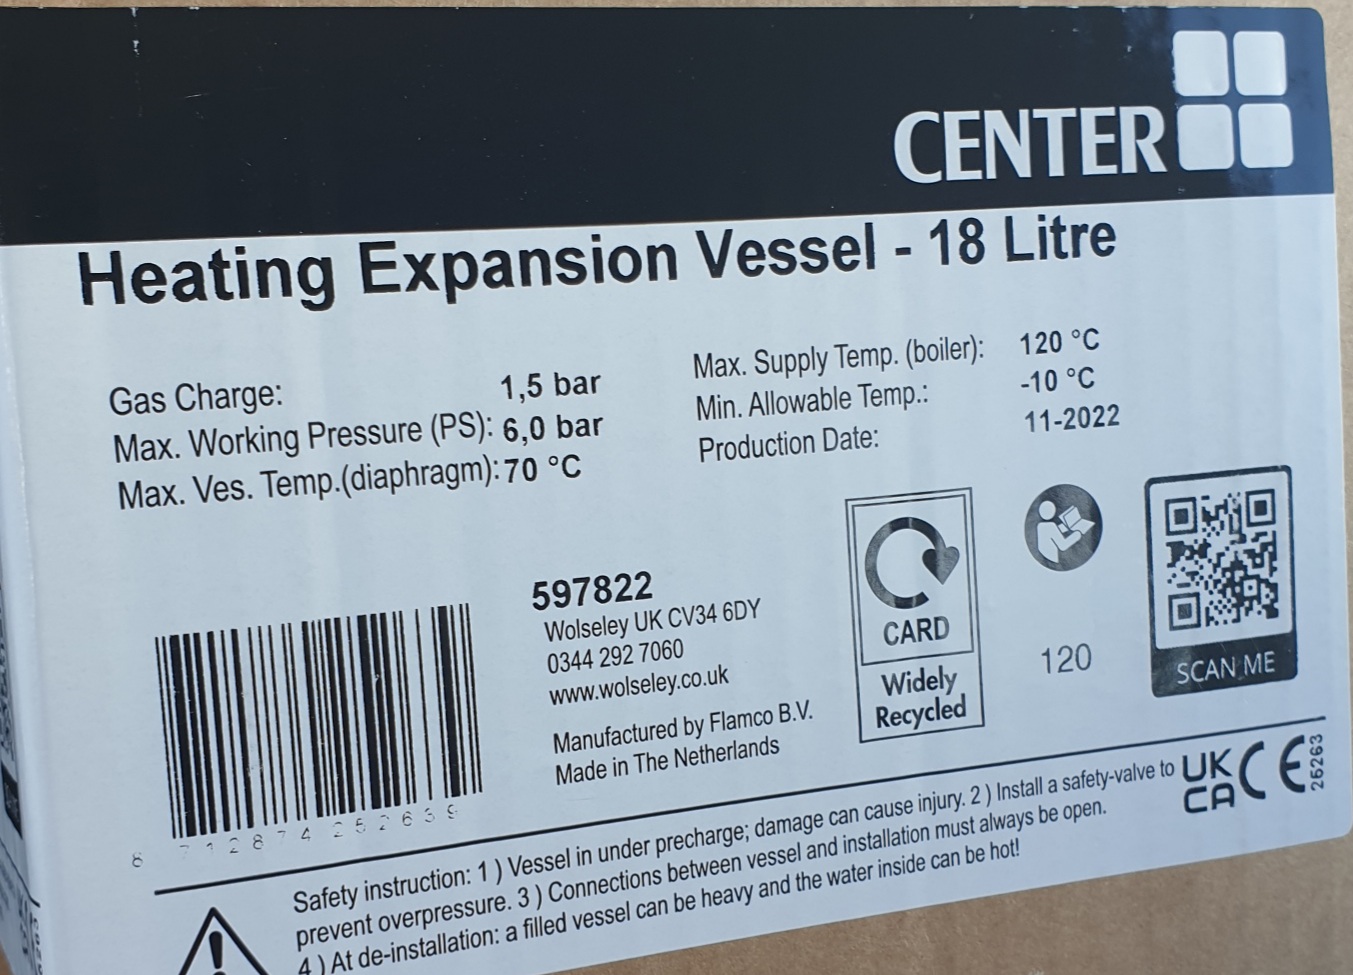 CENTER
Heating Expansion Vessel - 18 Litre
Gas Charge: 1,5 bar
Max. Working Pressure (PS): 6,0 bar
Max. Ves. Temp.(diaphragm): 70 °C
Max. Supply Temp. (boiler): 120 °C
Min. Allowable Temp.: -10 °C
Production Date: 11-2022
597822
Wolseley UK CV34 6DY
0344 292 7060
www.wolseley.co.uk
Manufactured by Flamco B.V.
Made in The Netherlands
8 712874 252639
CARD
Widely
Recycled
120
SCAN ME
UK
CA
CE
26263
Safety instruction: 1 ) Vessel in under precharge; damage can cause injury. 2 ) Install a safety-valve to
prevent overpressure. 3 ) Connections between vessel and installation must always be open.
4 ) At de-installation: a filled vessel can be heavy and the water inside can be hot!